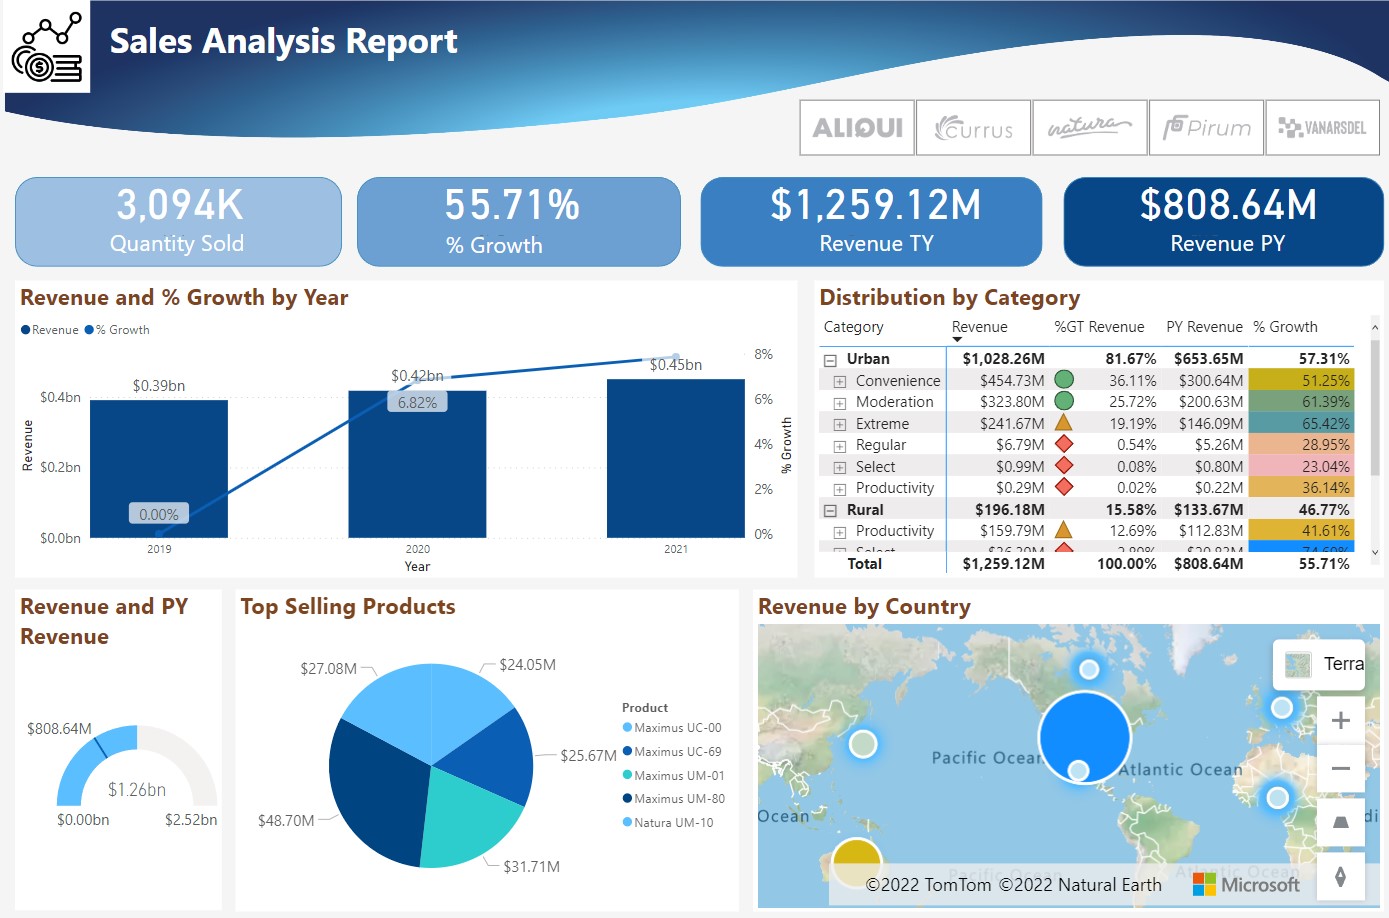 Sales Analysis Report
ALIQUI
Currus
natura
Pirum
VANARSDEL
3,094K
Quantity Sold
55.71%
% Growth
$1,259.12M
Revenue TY
$808.64M
Revenue PY
Revenue and % Growth by Year
Revenue % Growth
$0.39bn
$0.42bn
$0.45bn
0.00%
6.82%
Revenue
$0.4bn
$0.2bn
$0.0bn
8%
6%
4%
2%
0%
% Growth
2019 2020 2021
Year
Distribution by Category
Category Revenue %GT Revenue PY Revenue % Growth
Urban $1,028.26M 81.67% $653.65M 57.31%
Convenience $454.73M 36.11% $300.64M 51.25%
Moderation $323.80M 25.72% $200.63M 61.39%
Extreme $241.67M 19.19% $146.09M 65.42%
Regular $6.79M 0.54% $5.26M 28.95%
Select $0.99M 0.08% $0.80M 23.04%
Productivity $0.29M 0.02% $0.22M 36.14%
Rural $196.18M 15.58% $133.67M 46.77%
Productivity $159.79M 12.69% $112.83M 41.61%
Select
Total $1,259.12M 100.00% $808.64M 55.71%
Revenue and PY
Revenue
$808.64M
$1.26bn
$0.00bn
$2.52bn
Top Selling Products
$27.08M
$24.05M
$25.67M
$48.70M
$31.71M
Product
Maximus UC-00
Maximus UC-69
Maximus UM-01
Maximus UM-80
Natura UM-10
Revenue by Country
Terra
Pacific Ocean
Atlantic Ocean
Ocean
Pacific Ocean
Atlantic Ocean
©2022 TomTom ©2022 Natural Earth
Microsoft